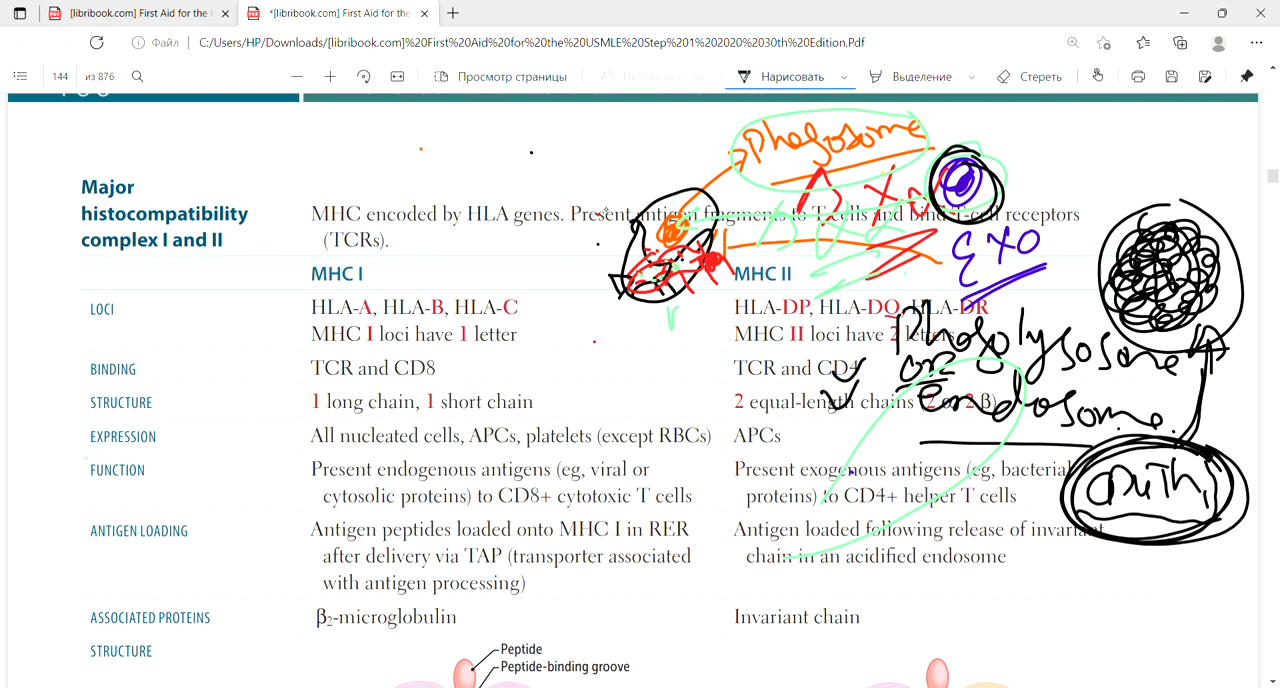 [libribook.com] First Aid for the U
*[libribook.com] First Aid for the
Файл
C:/Users/HP/Downloads/[libribook.com]%20First%20Aid%20for%20the%20USMLE%20Step%201%202020%2030th%20Edition.Pdf
144 из 876
Просмотр страницы
Нарисовать
Выделение
Стереть
Phagosome
Major
histocompatibility
complex I and II
MHC encoded by HLA genes. Present antigen fragments to T cells and bind T-cell receptors
(TCRs).
EXO
MHC I
MHC II
LOCI
HLA-A, HLA-B, HLA-C
MHC I loci have 1 letter
HLA-DP, HLA-DQ, HLA-DR
MHC II loci have 2 letters
Phagolysosome
OR
endosome
BINDING
TCR and CD8
TCR and CD4
STRUCTURE
1 long chain, 1 short chain
2 equal-length chains (2 α, 2 β)
EXPRESSION
All nucleated cells, APCs, platelets (except RBCs)
APCs
FUNCTION
Present endogenous antigens (eg, viral or
cytosolic proteins) to CD8+ cytotoxic T cells
Present exogenous antigens (eg, bacterial
proteins) to CD4+ helper T cells
ANTIGEN LOADING
Antigen peptides loaded onto MHC I in RER
after delivery via TAP (transporter associated
with antigen processing)
Antigen loaded following release of invariant
chain in an acidified endosome
ASSOCIATED PROTEINS
β2-microglobulin
Invariant chain
STRUCTURE
Peptide
Peptide-binding groove